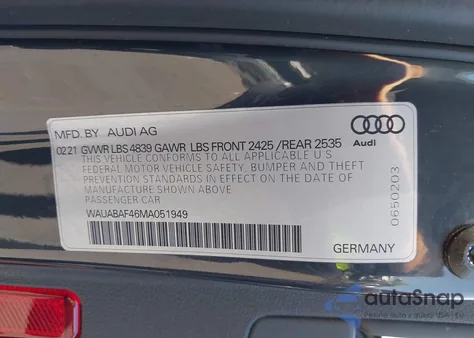 MFD. BY AUDI AG
02 21 GVWR LBS 4839 GAWR LBS FRONT 2425 /REAR 2535
THIS VEHICLE CONFORMS TO ALL APPLICABLE U'S
FEDERAL MOTOR VEHICLE SAFETY, BUMPER AND THEFT
PREVENTION STANDARDS IN EFFECT ON THE DATE OF
MANUFACTURE SHOWN ABOVE.
PASSENGER CAR
WAUABAF46MA051949
Audi
0650203
GERMANY
autoSnap